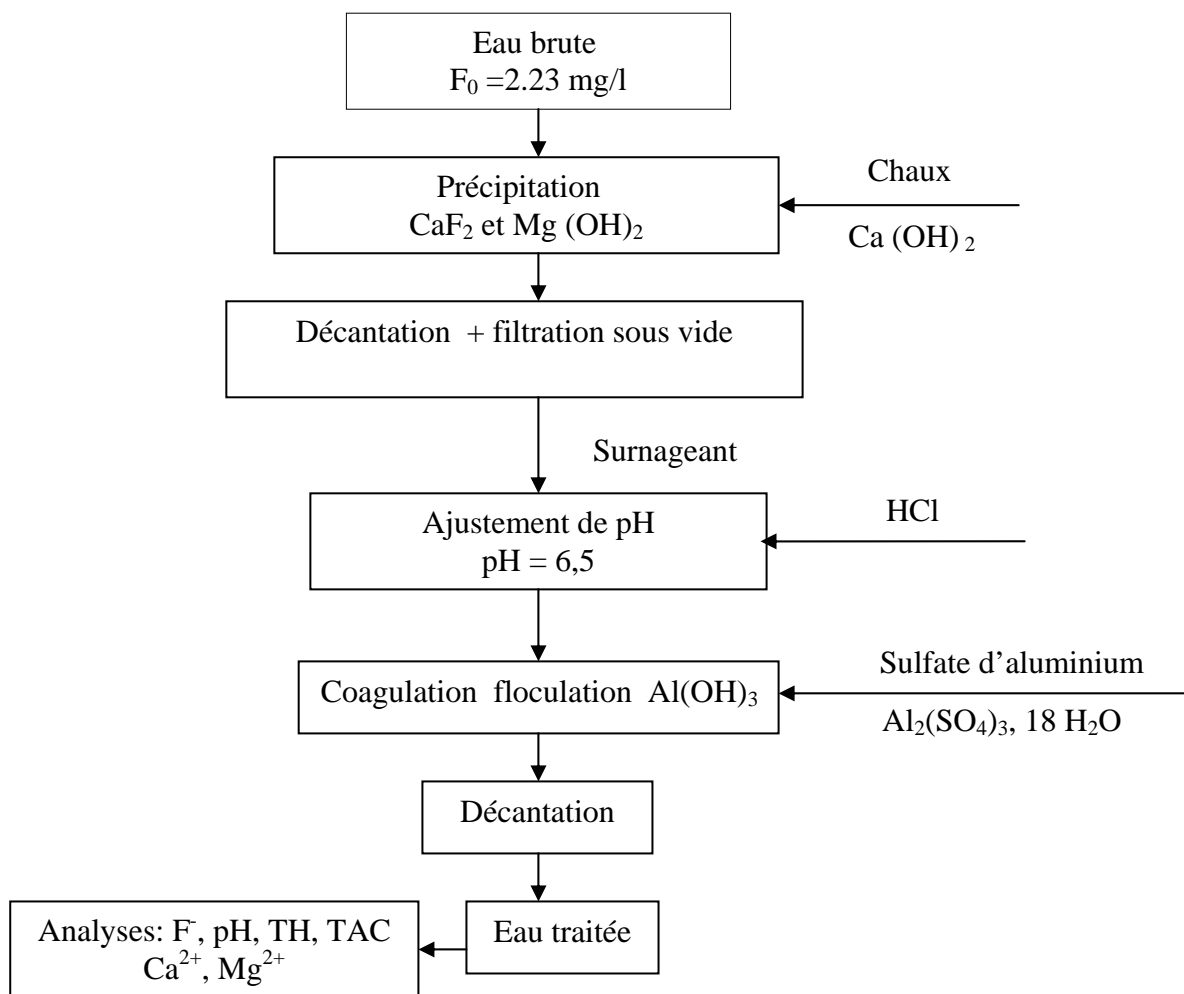 Eau brute
F₀ =2.23 mg/l
Précipitation
CaF₂ et Mg (OH)₂
Chaux
Ca (OH) ₂
Décantation + filtration sous vide
Surnageant
Ajustement de pH
pH = 6,5
HCl
Coagulation floculation Al(OH)₃
Sulfate d’aluminium
Al₂(SO₄)₃, 18 H₂O
Décantation
Eau traitée
Analyses: F⁻, pH, TH, TAC
Ca²⁺, Mg²⁺